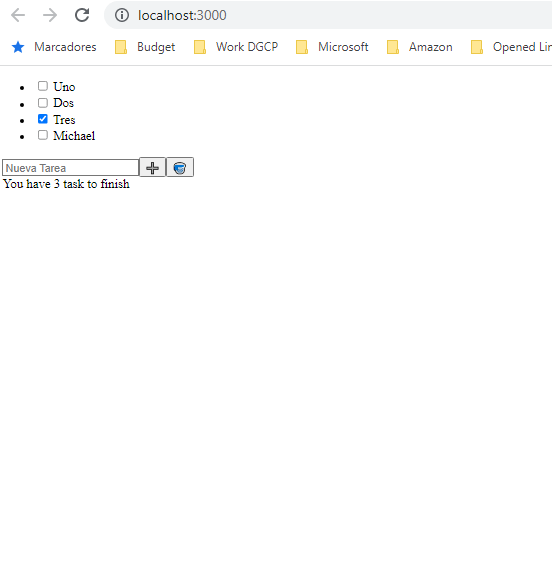 localhost:3000
Marcadores Budget Work DGCP Microsoft Amazon Opened
Uno
Dos
Tres
Michael
Nueva Tarea
You have 3 task to finish